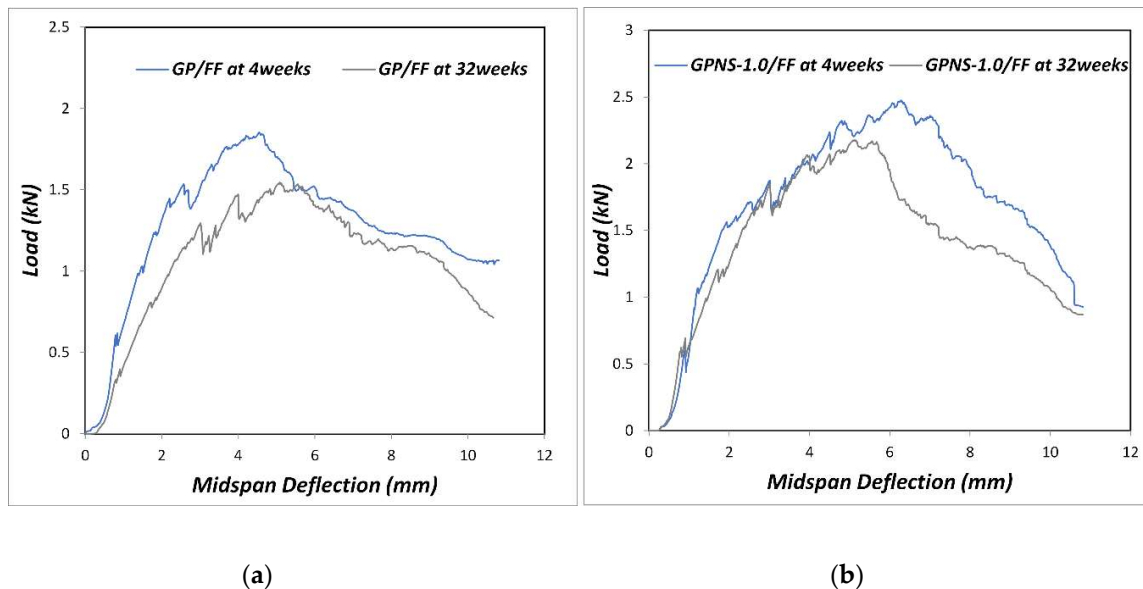 GP/FF at 4weeks GP/FF at 32weeks
2.5
2
1.5
1
0.5
0
Load (kN)
0 2 4 6 8 10 12
Midspan Deflection (mm)
(a)
GPNS-1.0/FF at 4weeks GPNS-1.0/FF at 32weeks
3
2.5
2
1.5
1
0.5
0
Load (kN)
0 2 4 6 8 10 12
Midspan Deflection (mm)
(b)